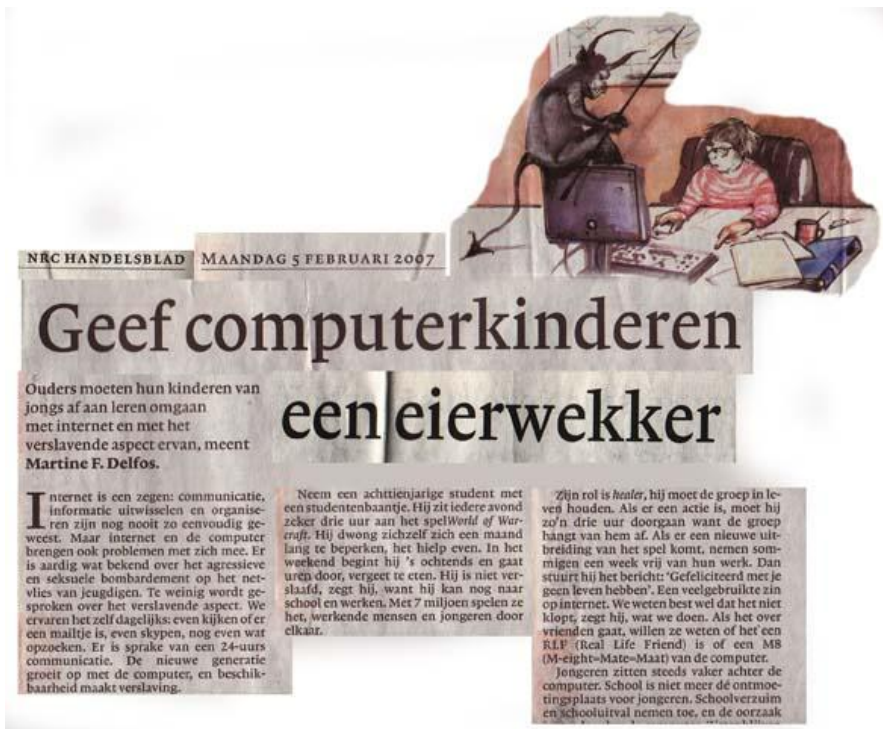 NRC HANDELSBLAD MAANDAG 5 FEBRUARI 2007
Geef computerkinderen
een eierwekker
Ouders moeten hun kinderen van
jongs af aan leren omgaan
met internet en met het
verslavende aspect ervan, meent
Martine F. Delfos.
Internet is een zegen: communicatie,
informatie uitwisselen en organise-
ren zijn nog nooit zo eenvoudig ge-
weest. Maar internet en de computer
brengen ook problemen met zich mee. Er
is aardig wat bekend over het agressieve
en seksuele bombardement op het net-
vlies van jeugdigen. Te weinig wordt ge-
sproken over het verslavende aspect. We
ervaren het zelf dagelijks: even kijken of er
een mailtje is, even skypen, nog even wat
opzoeken. Er is sprake van een 24-uurs
communicatie. De nieuwe generatie
groeit op met de computer, en beschik-
baarheid maakt verslaving.
Neem een achttienjarige student met
een studentenbaantje. Hij zit iedere avond
zeker drie uur aan het spel World of War-
craft. Hij dwong zichzelf zich een maand
lang te beperken, het hielp even. In het
weekend begint hij 's ochtends en gaat
uren door, vergeet te eten. Hij is niet ver-
slaafd, zegt hij, want hij kan nog naar
school en werken. Met 7 miljoen spelen ze
het, werkende mensen en jongeren door
elkaar.
Zijn rol is healer, hij moet de groep in le-
ven houden. Als er een actie is, moet hij
zo'n drie uur doorgaan want de groep
hangt van hem af. Als er een nieuwe uit-
breiding van het spel komt, nemen som-
migen een week vrij van hun werk. Dan
stuurt hij het bericht: 'Gefeliciteerd met je
geen leven hebben'. Een veelgebruikte zin
op internet. We weten best wel dat het niet
klopt, zegt hij, wat we doen. Als het over
vrienden gaat, willen ze weten of het een
RLF (Real Life Friend) is of een M8
(M-eight=Mate=Maat) van de computer.
Jongeren zitten steeds vaker achter de
computer. School is niet meer dé ontmoe-
tingsplaats voor jongeren. Schoolverzuim
en schooluitval nemen toe, en de oorzaak